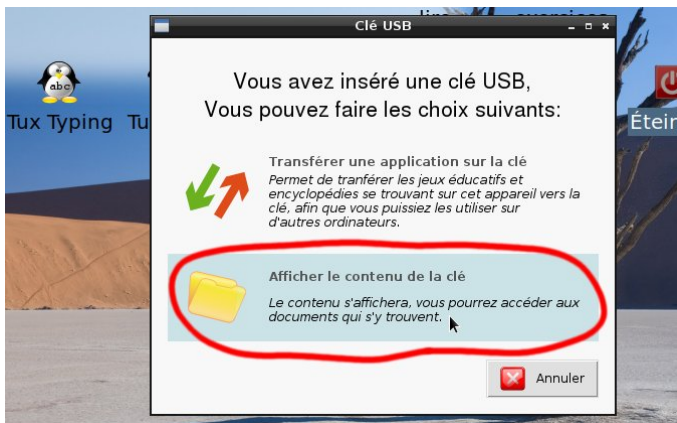 Clé USB
abc
Tux Typing
Tu
Étein
Vous avez inséré une clé USB,
Vous pouvez faire les choix suivants:
Transférer une application sur la clé
Permet de tranférer les jeux éducatifs et
encyclopédies se trouvant sur cet appareil vers la
clé, afin que vous puissiez les utiliser sur
d'autres ordinateurs.
Afficher le contenu de la clé
Le contenu s'affichera, vous pourrez accéder aux
documents qui s'y trouvent.
Annuler